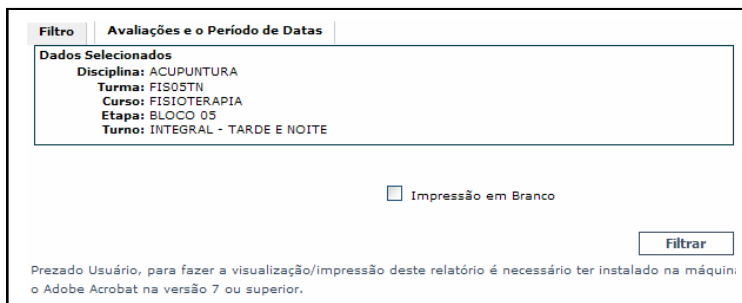 Filtro Avaliações e o Período de Datas
Dados Selecionados
Disciplina: ACUPUNTURA
Turma: FIS05TN
Curso: FISIOTERAPIA
Etapa: BLOCO 05
Turno: INTEGRAL - TARDE E NOITE
Impressão em Branco
Filtrar
Prezado Usuário, para fazer a visualização/impressão deste relatório é necessário ter instalado na máquina
o Adobe Acrobat na versão 7 ou superior.